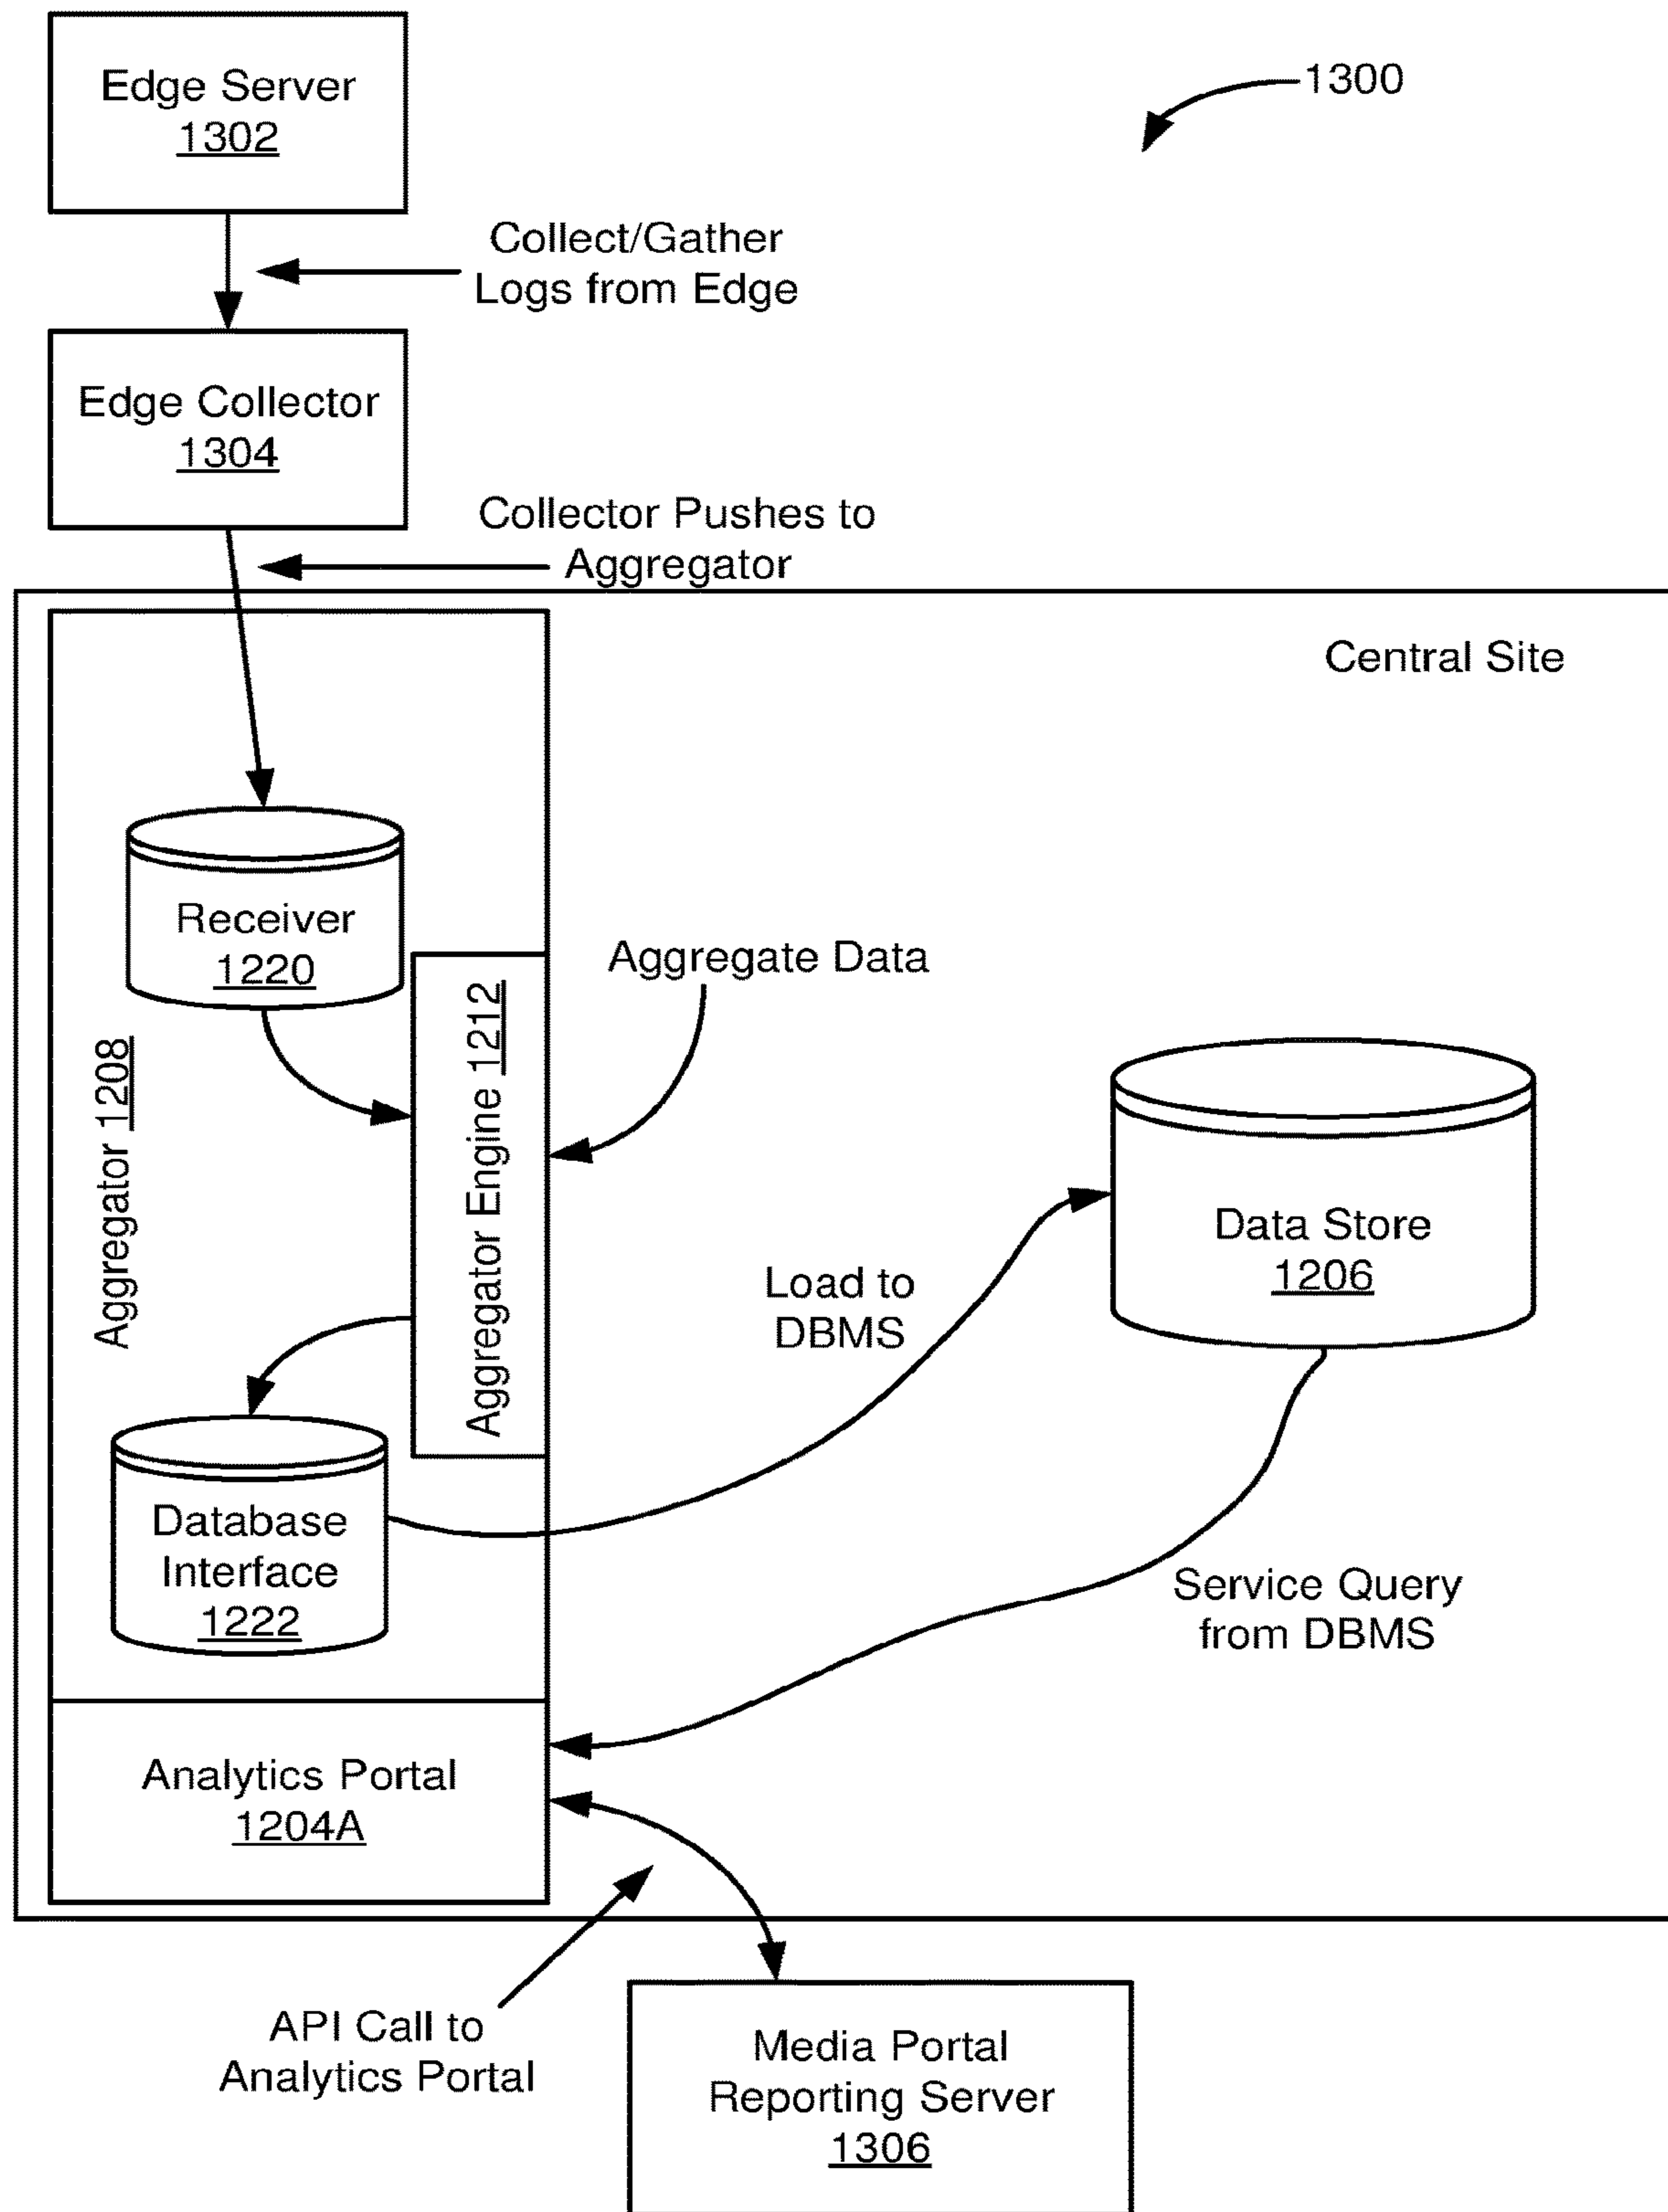 Edge Server
1302
1300
Collect/Gather
Logs from Edge
Edge Collector
1304
Collector Pushes to
Aggregator
Central Site
Receiver
1220
Aggregate Data
Aggregator Engine 1212
Aggregator 1208
Data Store
1206
Load to
DBMS
Database
Interface
1222
Service Query
from DBMS
Analytics Portal
1204A
API Call to
Analytics Portal
Media Portal
Reporting Server
1306